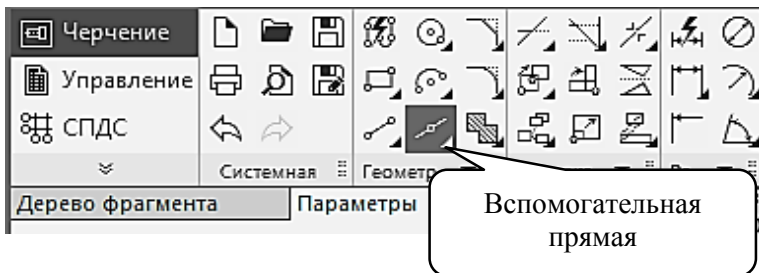 Черчение
Управление
СПДС
Системная
Геометр
Дерево фрагмента
Параметры
Вспомогательная
прямая